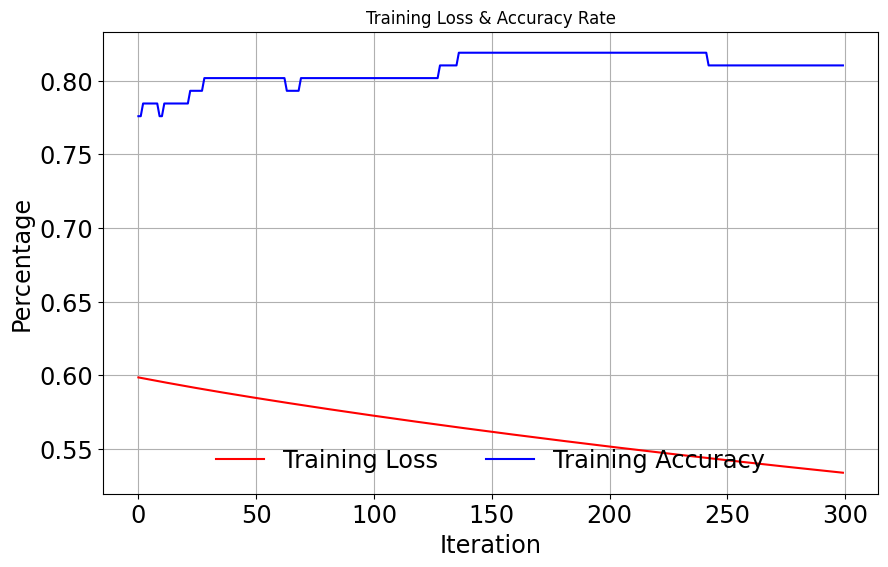 Training Loss & Accuracy Rate
Percentage
0.80
0.75
0.70
0.65
0.60
0.55
Training Loss
Training Accuracy
0 50 100 150 200 250 300
Iteration